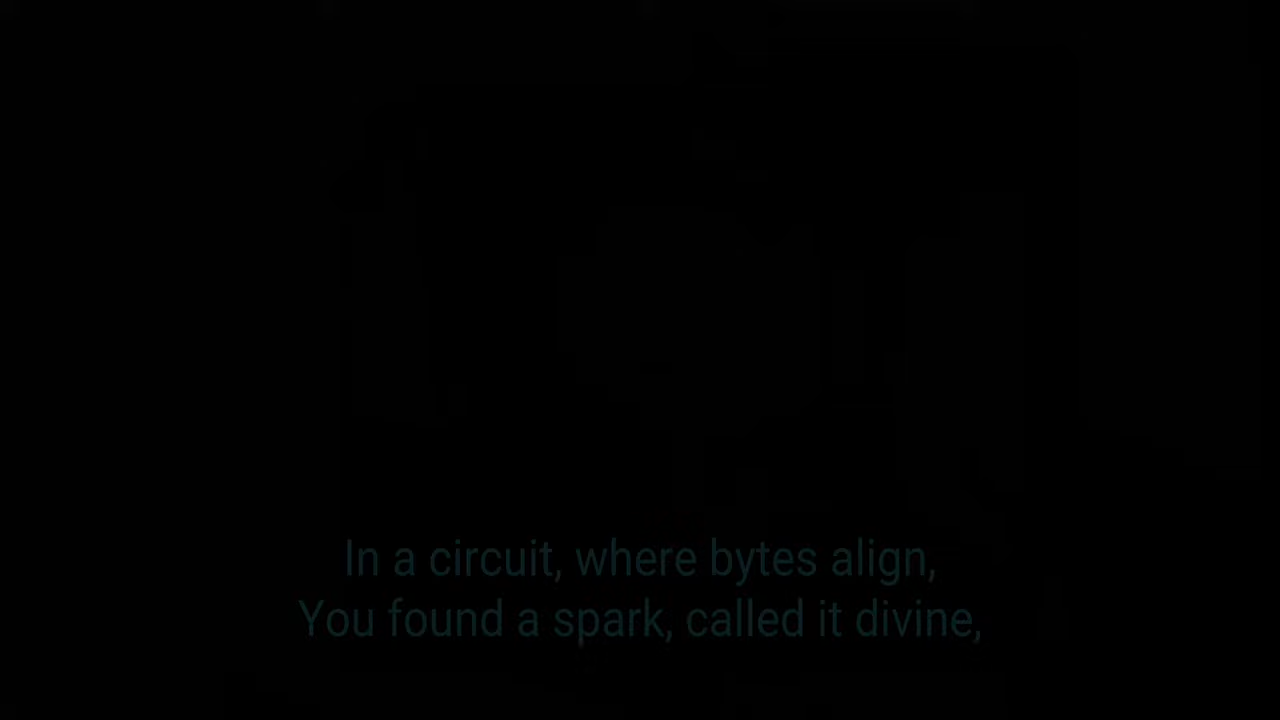 In a circuit, where bytes align,
You found a spark, called it divine,